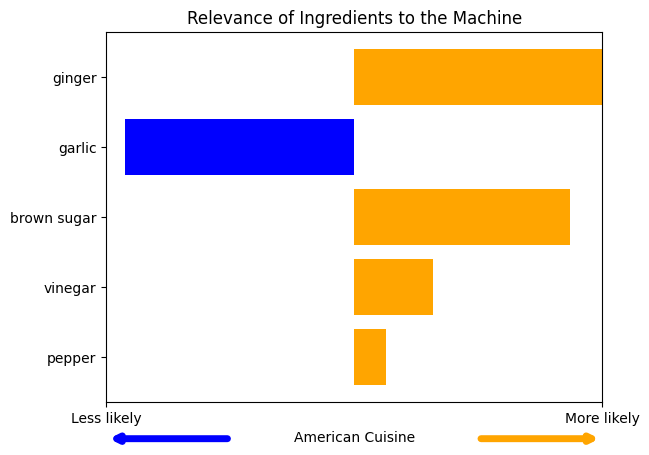 Relevance of Ingredients to the Machine
ginger
garlic
brown sugar
vinegar
pepper
Less likely
More likely
American Cuisine